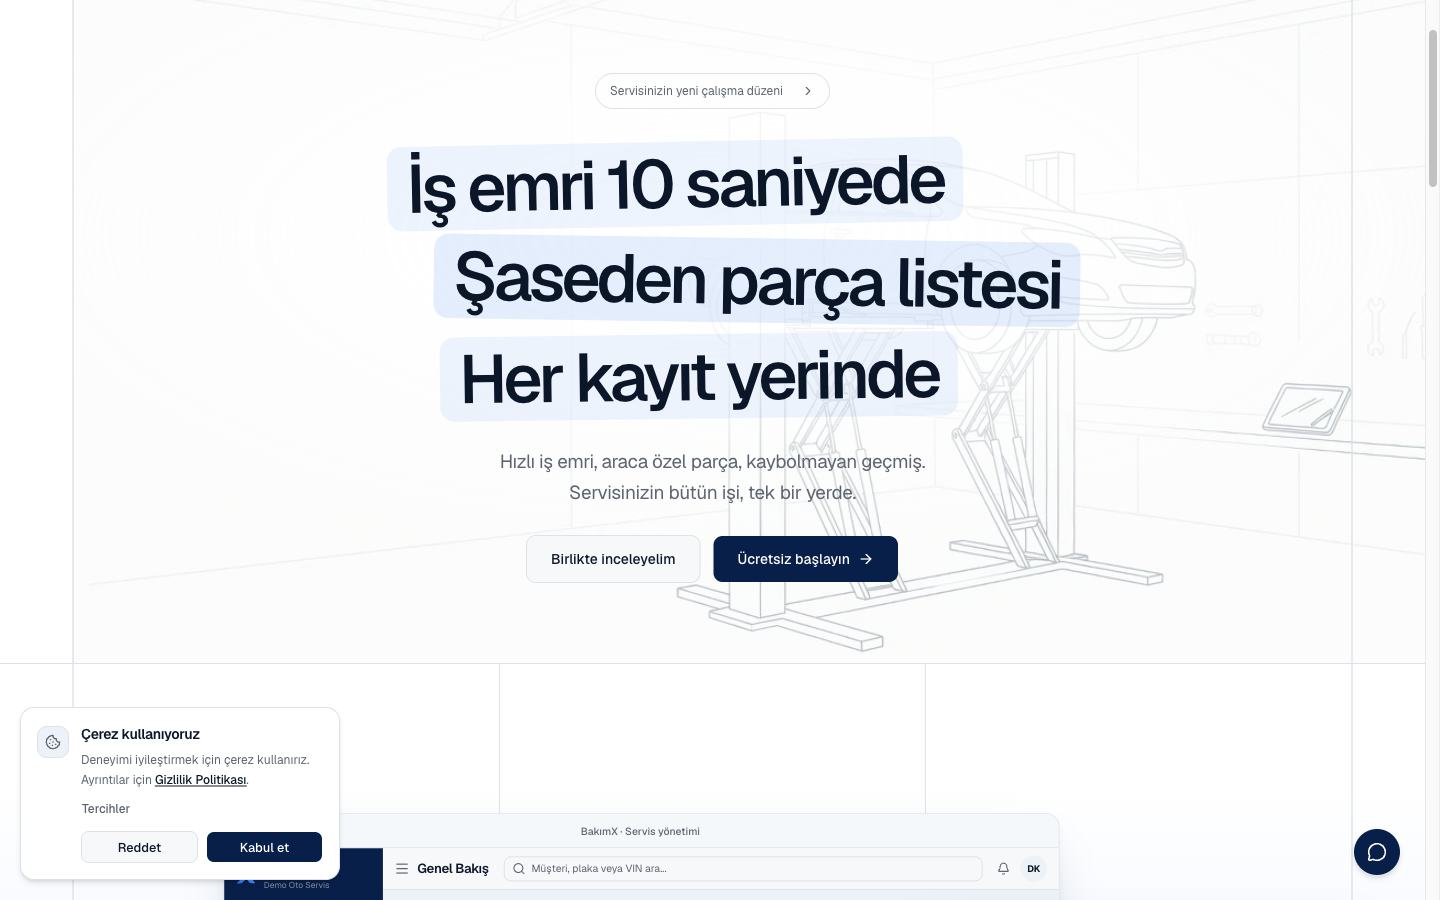 Servisinizin yeni çalışma düzeni
İş emri 10 saniyede
Şaseden parça listesi
Her kayıt yerinde
Hızlı iş emri, araca özel parça, kaybolmayan geçmiş.
Servisinizin bütün işi, tek bir yerde.
Birlikte inceleyelim
Ücretsiz başlayın
Çerez kullanıyoruz
Deneyimi iyileştirmek için çerez kullanırız.
Ayrıntılar için Gizlilik Politikası.
Tercihler
Reddet
Kabul et
BakımX · Servis yönetimi
Genel Bakış
Müşteri, plaka veya VIN ara...
DK
Demo Oto Servis